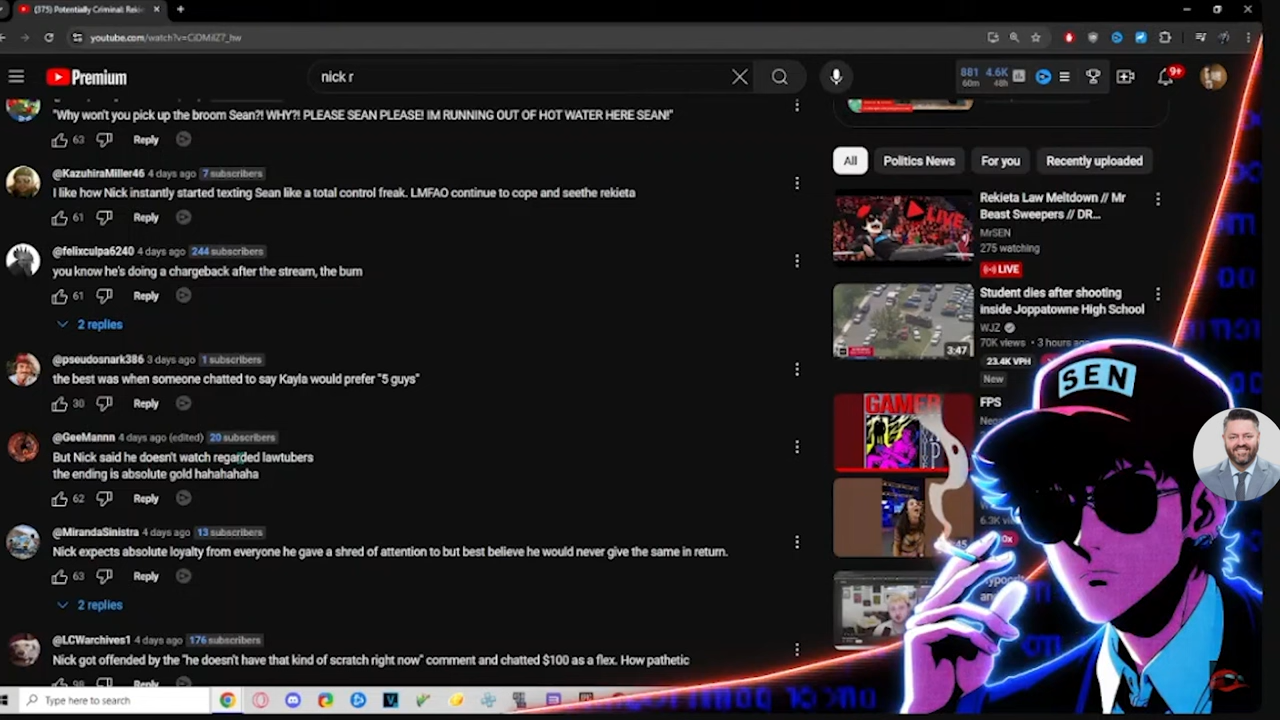 (375) Potentially Criminal: Rekie
youtube.com/watch?v=CiDMJlZ7_hw
Premium
nick r
881 4.6K
60m 48h
9+
"Why won't you pick up the broom Sean?! WHY?! PLEASE SEAN PLEASE! IM RUNNING OUT OF HOT WATER HERE SEAN!"
63 Reply
@KazuhiraMiller46 4 days ago 7 subscribers
I like how Nick instantly started texting Sean like a total control freak. LMFAO continue to cope and seethe rekieta
61 Reply
@felixculpa6240 4 days ago 244 subscribers
you know he's doing a chargeback after the stream, the bum
61 Reply
2 replies
@pseudosnark386 3 days ago 1 subscribers
the best was when someone chatted to say Kayla would prefer "5 guys"
30 Reply
@GeeMannn 4 days ago (edited) 20 subscribers
But Nick said he doesn't watch regarded lawtubers
the ending is absolute gold hahahahaha
62 Reply
@MirandaSinistra 4 days ago 13 subscribers
Nick expects absolute loyalty from everyone he gave a shred of attention to but best believe he would never give the same in return.
63 Reply
2 replies
@LCWarchives1 4 days ago 176 subscribers
Nick got offended by the "he doesn't have that kind of scratch right now" comment and chatted $100 as a flex. How pathetic
98 Reply
All Politics News For you Recently uploaded
Rekieta Law Meltdown // Mr
Beast Sweepers // DR...
MrSEN
275 watching
LIVE
LIVE
Student dies after shooting
inside Joppatowne High School
WJZ
70K views • 3 hours ago
23.4K VPH
New
3:47
FPS
GAMER
SEN
Type here to search